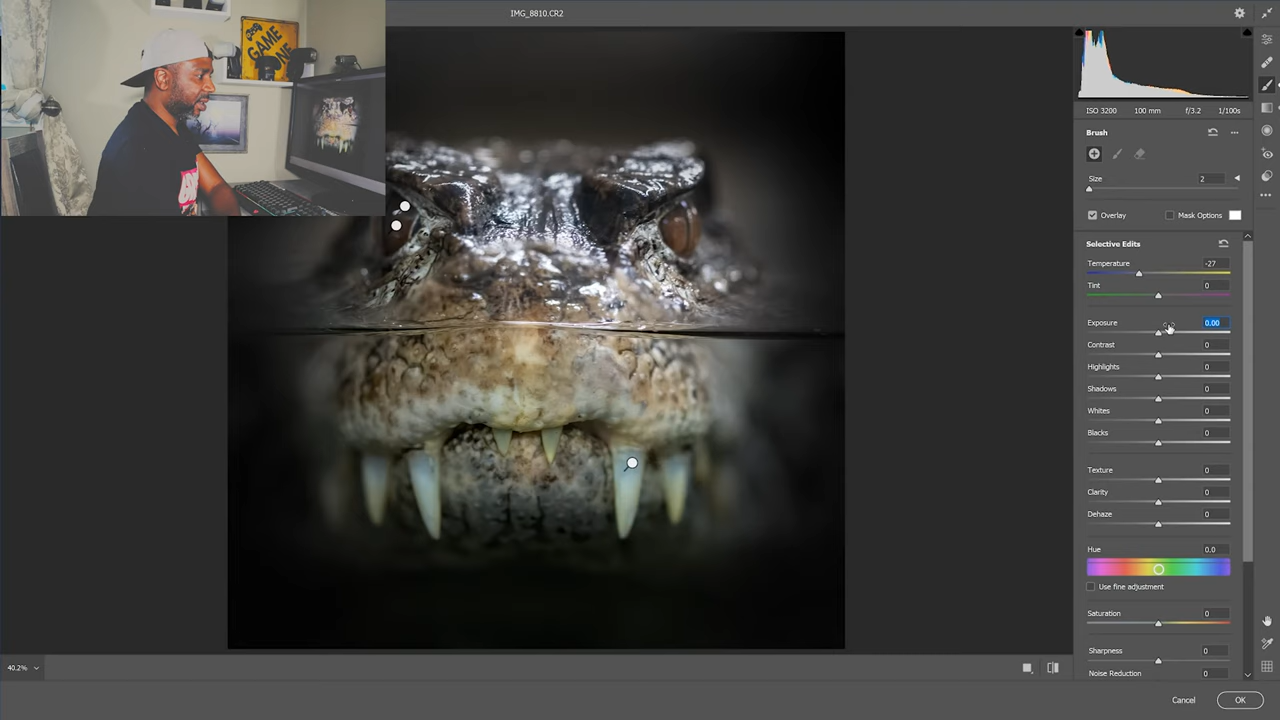 IMG_8810.CR2
GAME
ZONE
ISO 3200 100 mm f/3.2 1/100s
Brush
Size 2
Overlay Mask Options
Selective Edits
Temperature -27
Tint 0
Exposure 0.00
Contrast 0
Highlights 0
Shadows 0
Whites 0
Blacks 0
Texture 0
Clarity 0
Dehaze 0
Hue 0.0
Use fine adjustment
Saturation 0
Sharpness 0
Noise Reduction 0
40.2%
Cancel OK